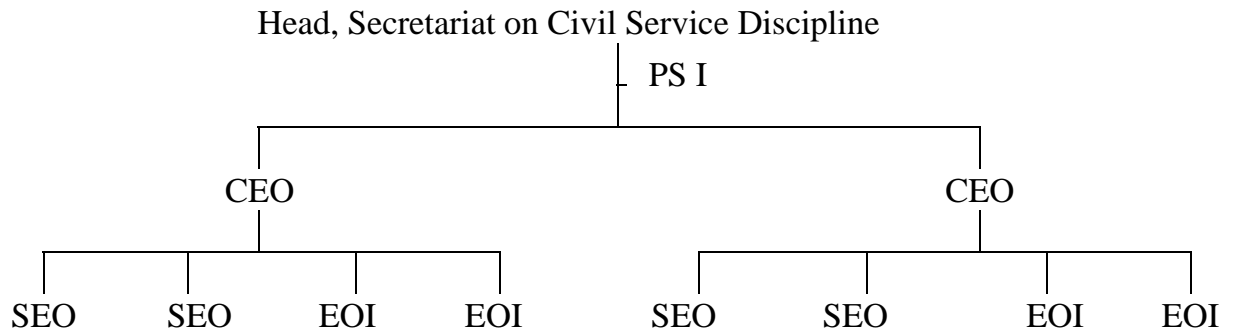 Head, Secretariat on Civil Service Discipline
PS I
CEO CEO
SEO SEO EOI EOI SEO SEO EOI EOI